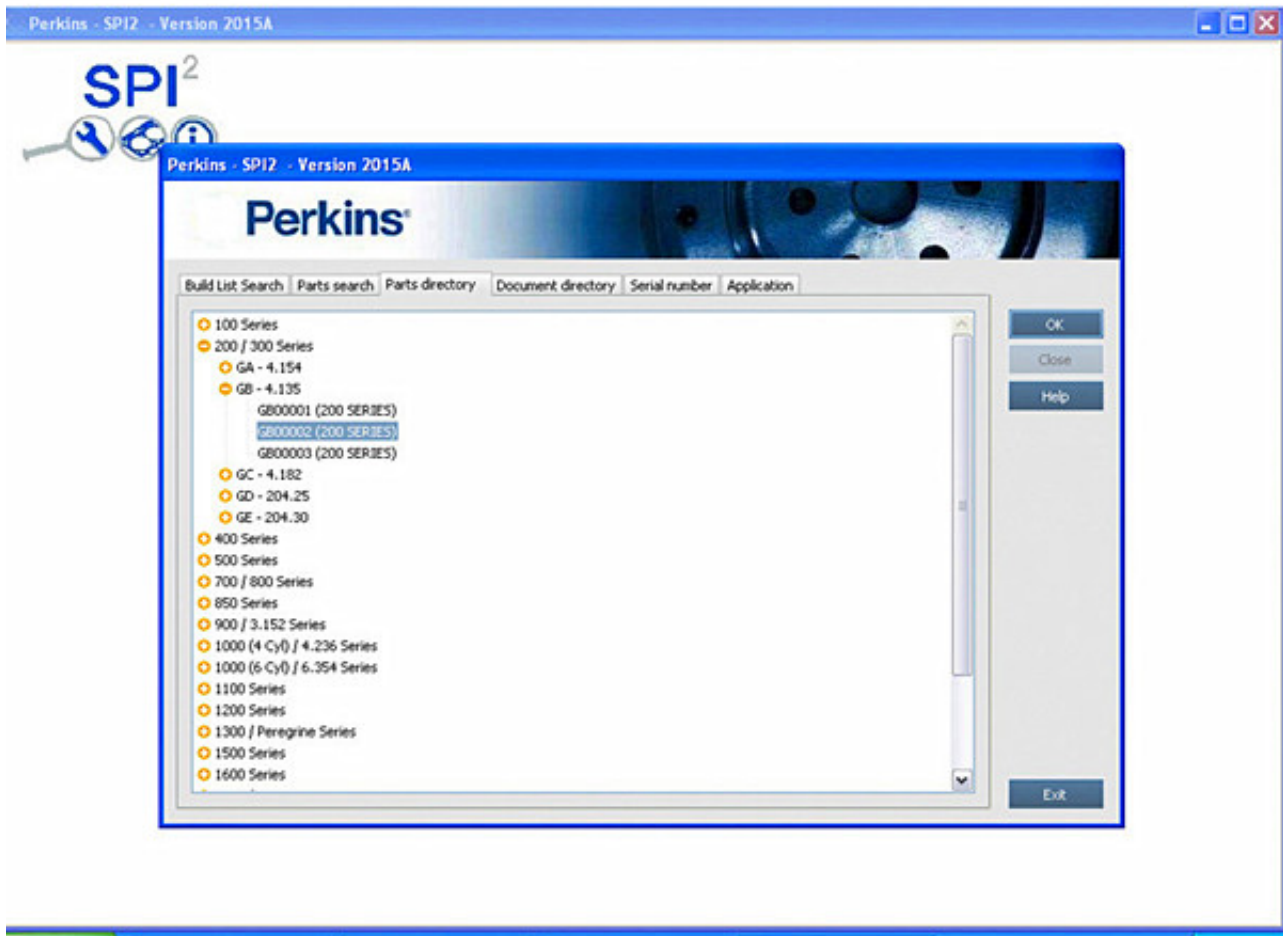 Perkins - SPI2 - Version 2015A
SPI²
Perkins - SPI2 - Version 2015A
Perkins®
Build List Search Parts search Parts directory Document directory Serial number Application
100 Series
200 / 300 Series
GA - 4.154
GB - 4.135
GB00001 (200 SERIES)
GB00002 (200 SERIES)
GB00003 (200 SERIES)
GC - 4.182
GD - 204.25
GE - 204.30
400 Series
500 Series
700 / 800 Series
850 Series
900 / 3.152 Series
1000 (4 Cyl) / 4.236 Series
1000 (6 Cyl) / 6.354 Series
1100 Series
1200 Series
1300 / Peregrine Series
1500 Series
1600 Series
OK
Close
Help
Exit